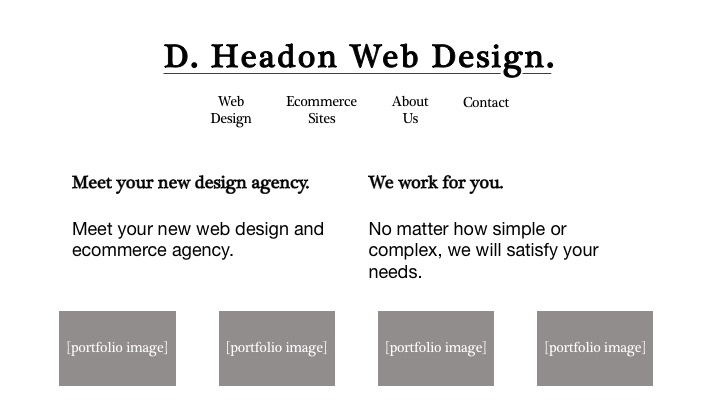 D. Headon Web Design.
Web Design
Ecommerce Sites
About Us
Contact
Meet your new design agency.
Meet your new web design and
ecommerce agency.
We work for you.
No matter how simple or
complex, we will satisfy your
needs.
[portfolio image]
[portfolio image]
[portfolio image]
[portfolio image]